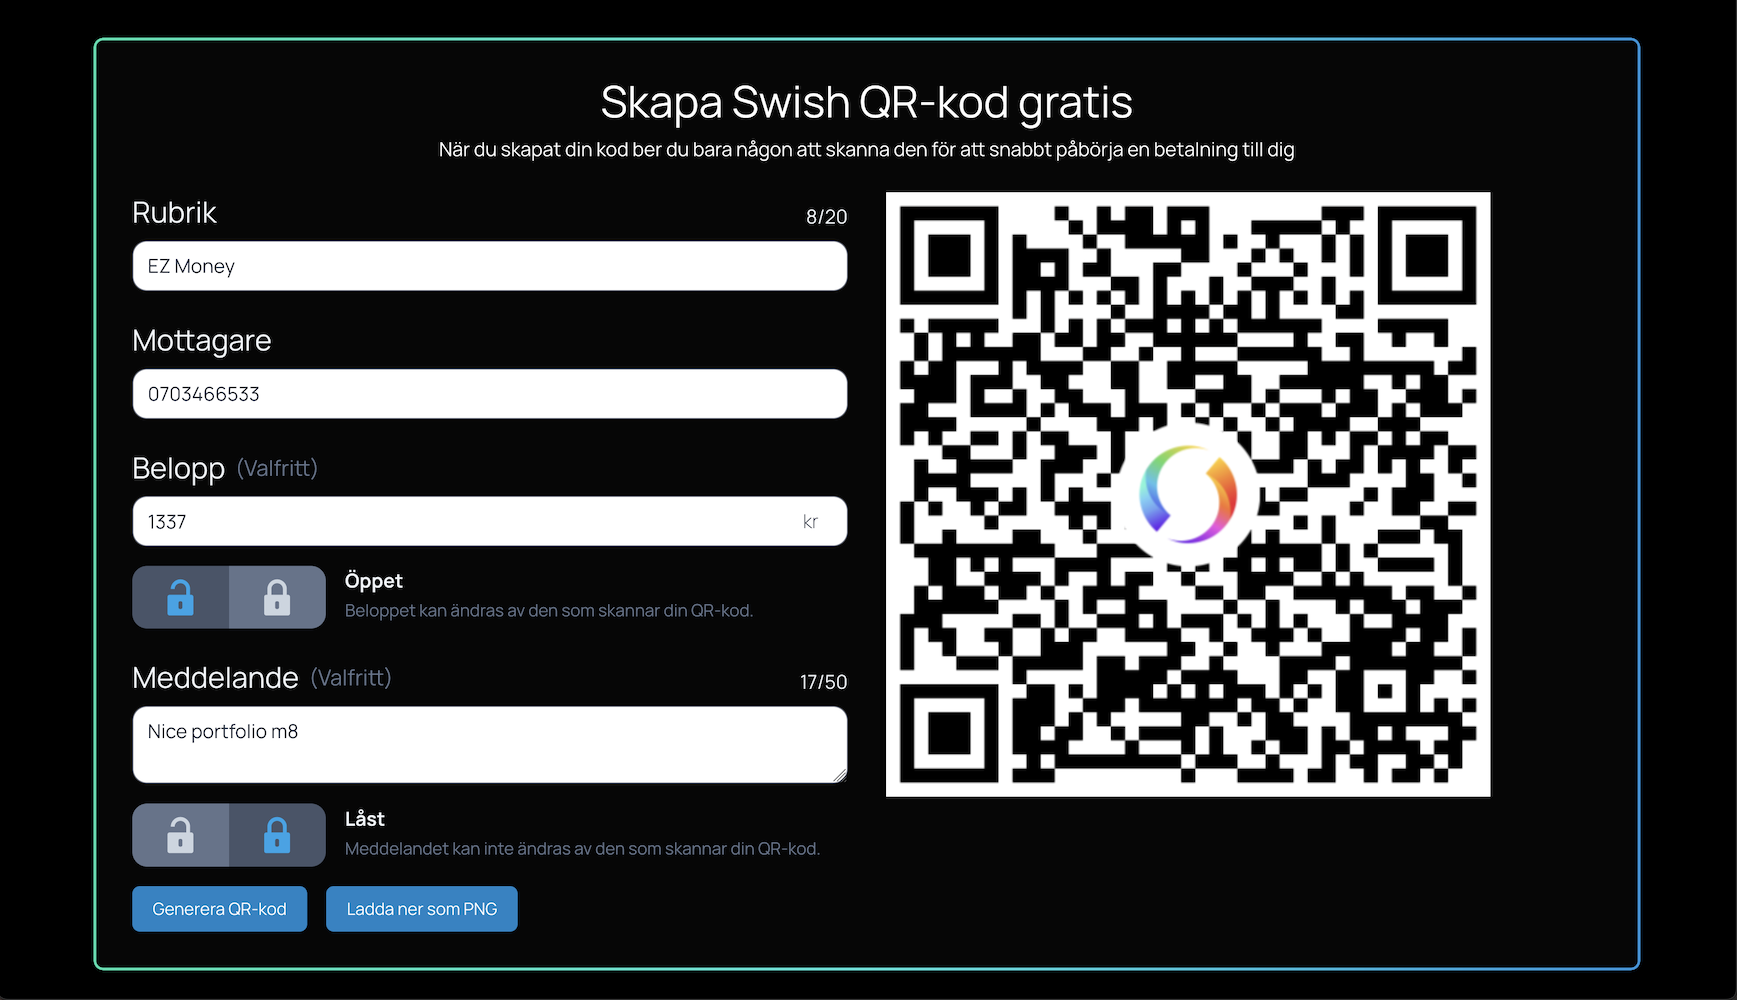 Skapa Swish QR-kod gratis
När du skapat din kod ber du bara någon att skanna den för att snabbt påbörja en betalning till dig
Rubrik
8/20
EZ Money
Mottagare
0703466533
Belopp (Valfritt)
1337
kr
Öppet
Beloppet kan ändras av den som skannar din QR-kod.
Meddelande (Valfritt)
17/50
Nice portfolio m8
Låst
Meddelandet kan inte ändras av den som skannar din QR-kod.
Generera QR-kod
Ladda ner som PNG